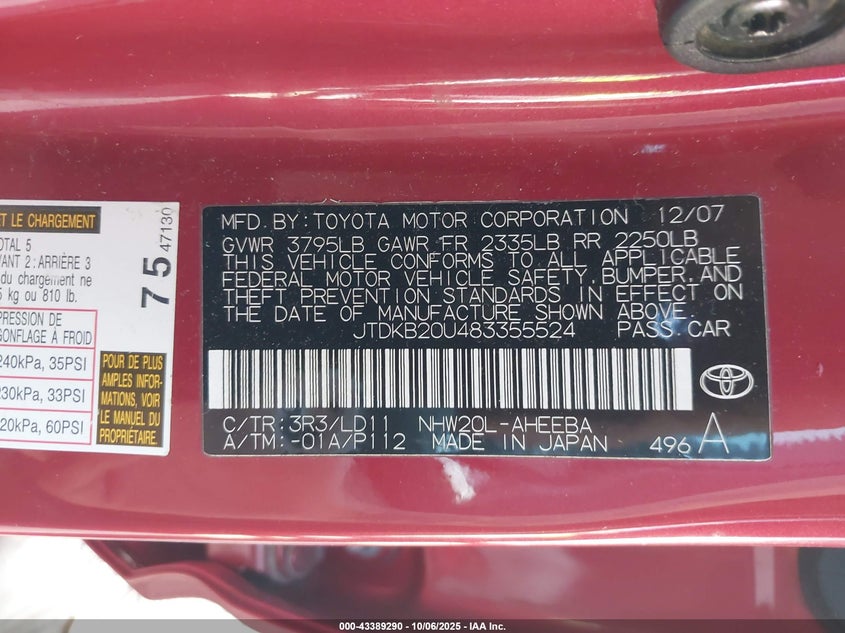 ET LE CHARGEMENT
OTAL 5
VANT 2 : ARRIÈRE 3
du chargement ne
5 kg ou 810 lb.
PRESSION DE
GONFLAGE À FROID
240kPa, 35PSI
230kPa, 33PSI
20kPa, 60PSI
POUR DE PLUS
AMPLES INFOR-
MATIONS, VOIR
LE MANUEL DU
PROPRIÉTAIRE.
75
47130
MFD BY: TOYOTA MOTOR CORPORATION 12/07
GVWR 3795LB GAWR FR 2335LB RR 2250LB
THIS VEHICLE CONFORMS TO ALL APPLICABLE
FEDERAL MOTOR VEHICLE SAFETY, BUMPER, AND
THEFT PREVENTION STANDARDS IN EFFECT ON
THE DATE OF MANUFACTURE SHOWN ABOVE.
JTDKB20U483355524 PASS CAR
C/TR: 3R3/LD11 NHW20L-AHEEBA
A/TM: -01A/P112 MADE IN JAPAN 496 A
000-43389290 - 10/06/2025 - IAA Inc.